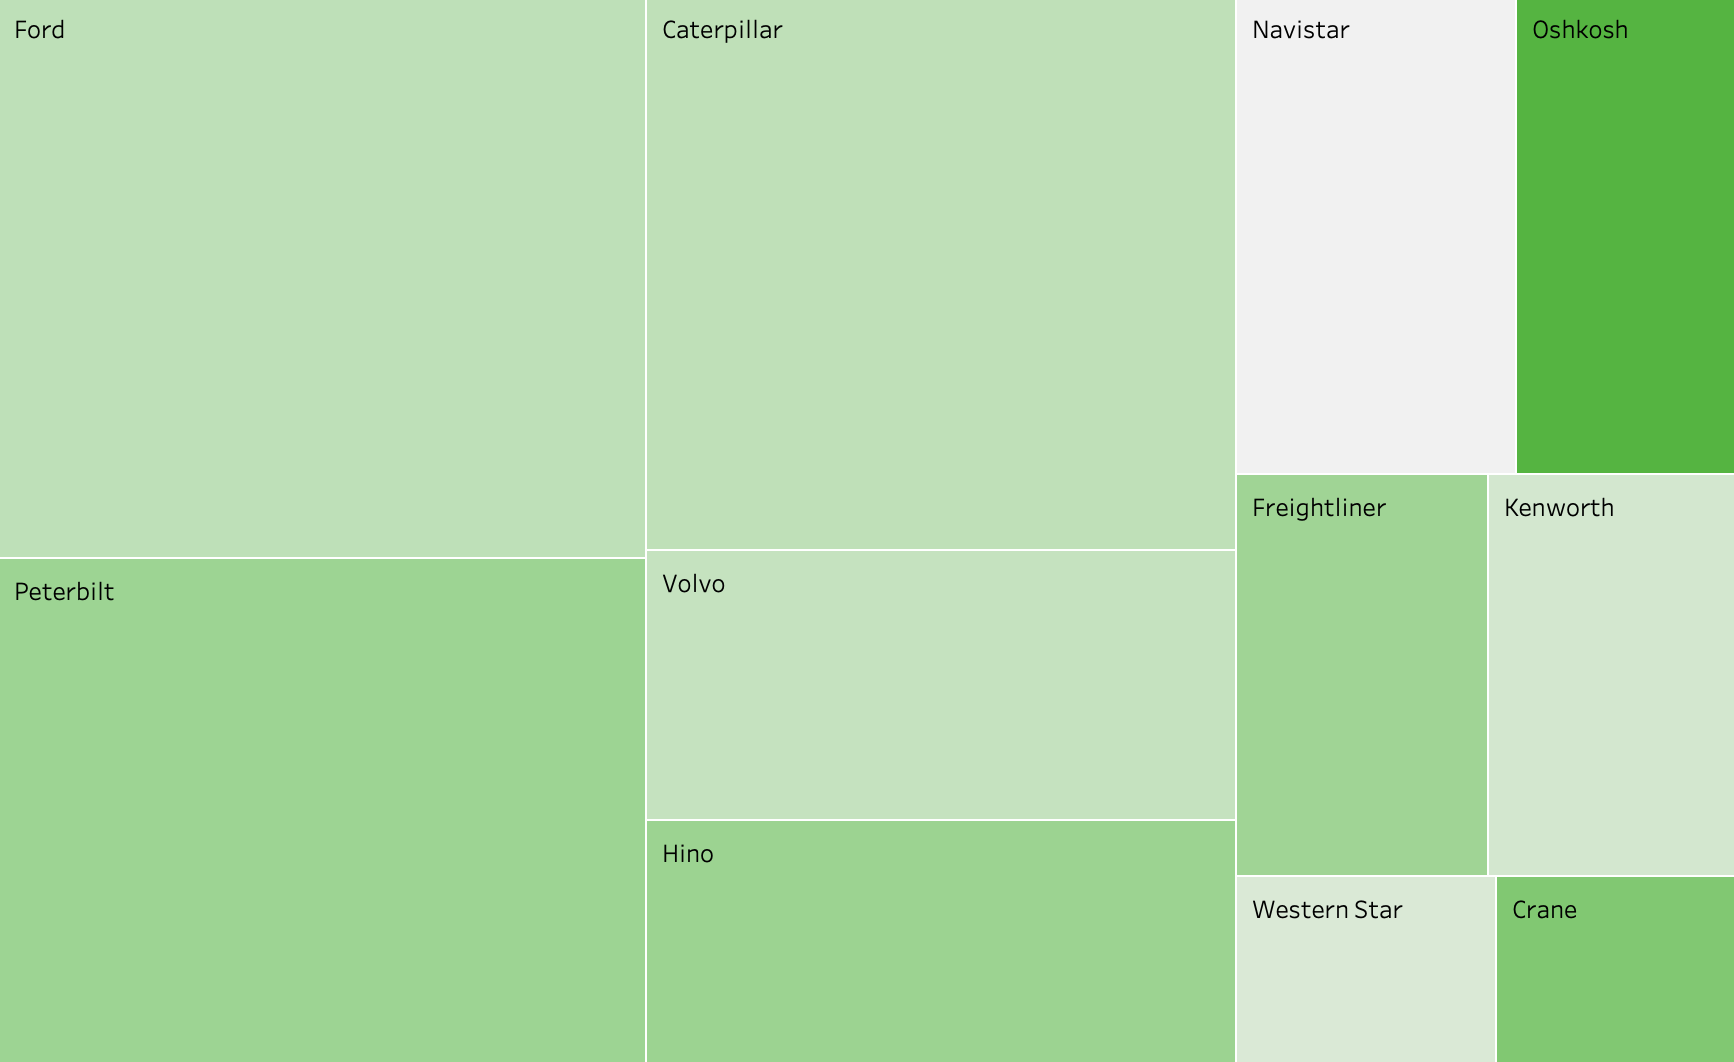 Ford
Caterpillar
Navistar
Oshkosh
Freightliner
Kenworth
Volvo
Peterbilt
Hino
Western Star
Crane